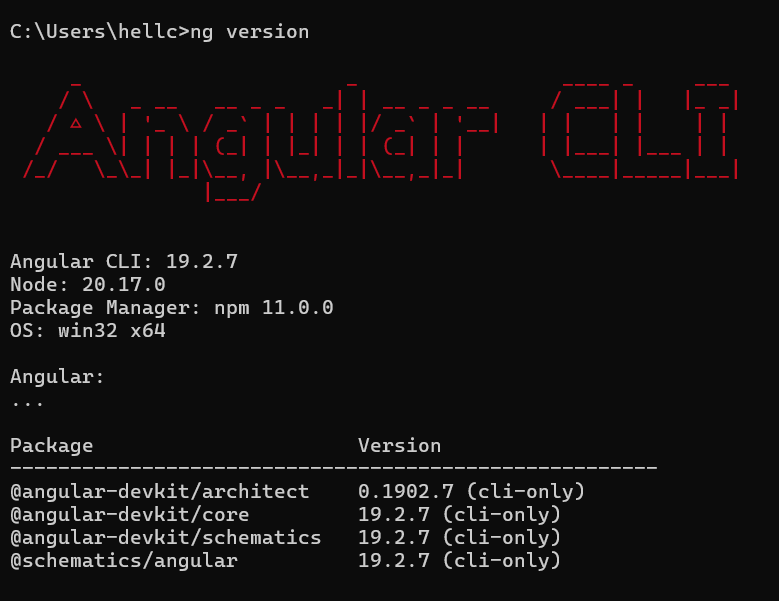 C:\Users\hellc>ng version
Angular CLI
Angular CLI: 19.2.7
Node: 20.17.0
Package Manager: npm 11.0.0
OS: win32 x64
Angular:
...
Package                      Version
------------------------------------------------------
@angular-devkit/architect    0.1902.7 (cli-only)
@angular-devkit/core         19.2.7 (cli-only)
@angular-devkit/schematics   19.2.7 (cli-only)
@schematics/angular          19.2.7 (cli-only)